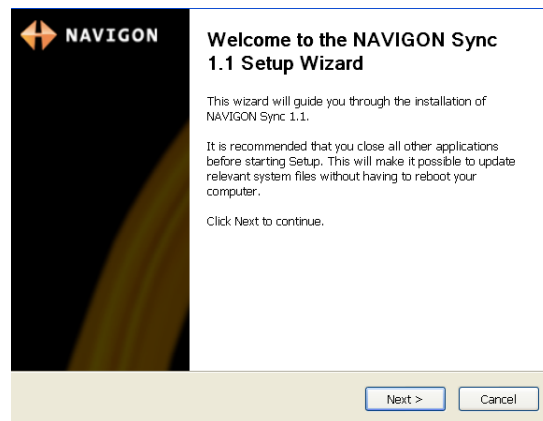 NAVIGON
Welcome to the NAVIGON Sync
1.1 Setup Wizard
This wizard will guide you through the installation of
NAVIGON Sync 1.1.
It is recommended that you close all other applications
before starting Setup. This will make it possible to update
relevant system files without having to reboot your
computer.
Click Next to continue.
Next >
Cancel